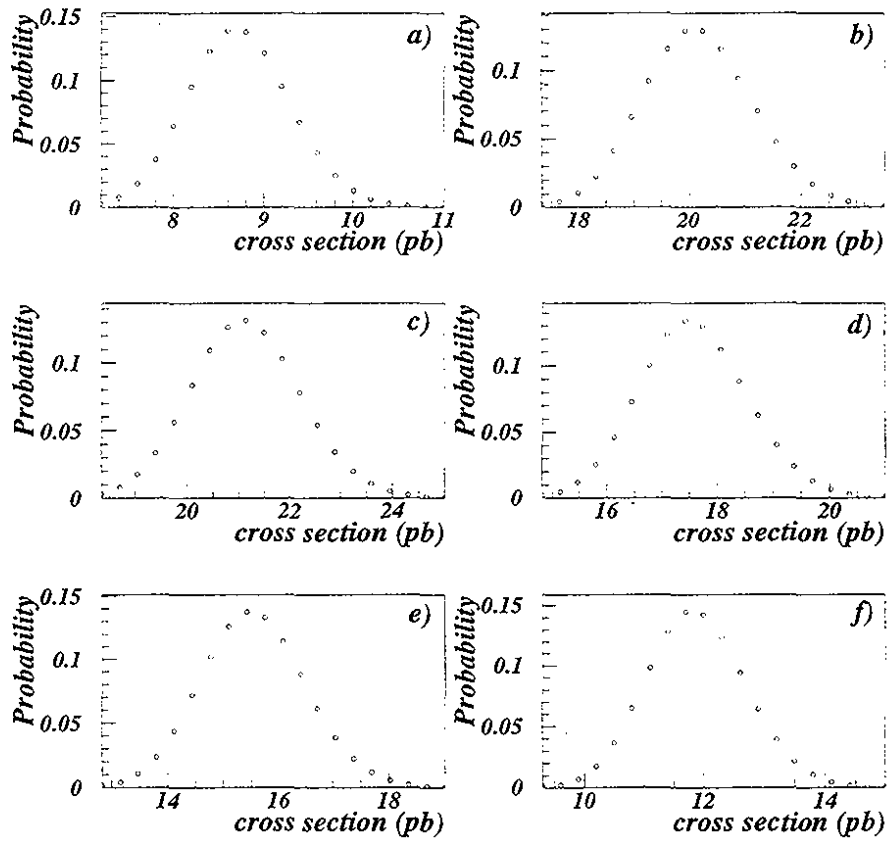 a)
Probability
0.15
0.1
0.05
0
8
9
10
11
cross section (pb)
b)
Probability
0.1
0.05
0
18
20
22
cross section (pb)
c)
Probability
0.1
0.05
0
20
22
24
cross section (pb)
d)
Probability
0.1
0.05
0
16
18
20
cross section (pb)
e)
Probability
0.15
0.1
0.05
0
14
16
18
cross section (pb)
f)
Probability
0.15
0.1
0.05
0
10
12
14
cross section (pb)